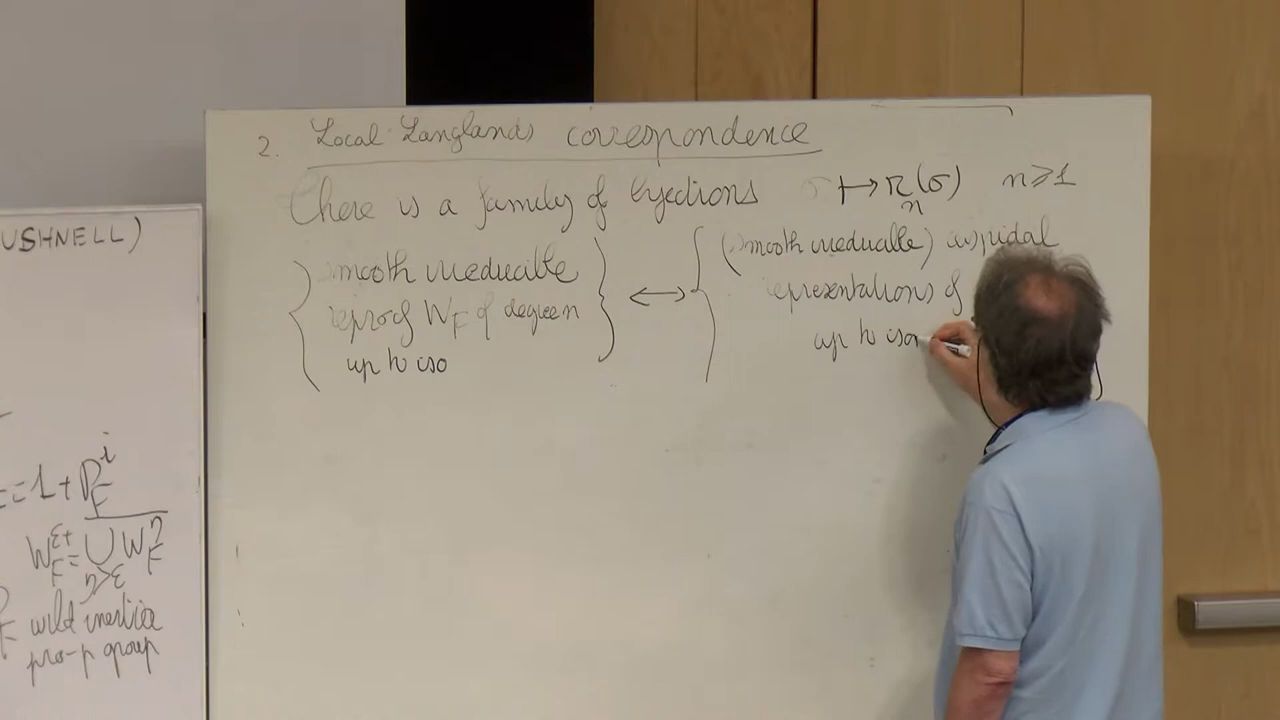 USHNELL)
= 1 + P_F^i
W_F^{ε+} = ∪_{η>ε} W_F^η
wild inertia
pro-p group
2. Local Langlands correspondence
There is a family of bijections σ ↦ π_n(σ) n ⩾ 1
{ smooth irreducible
repr of W_F of degree n
up to iso }
↔
{ (smooth irreducible) cuspidal
representations of
up to iso